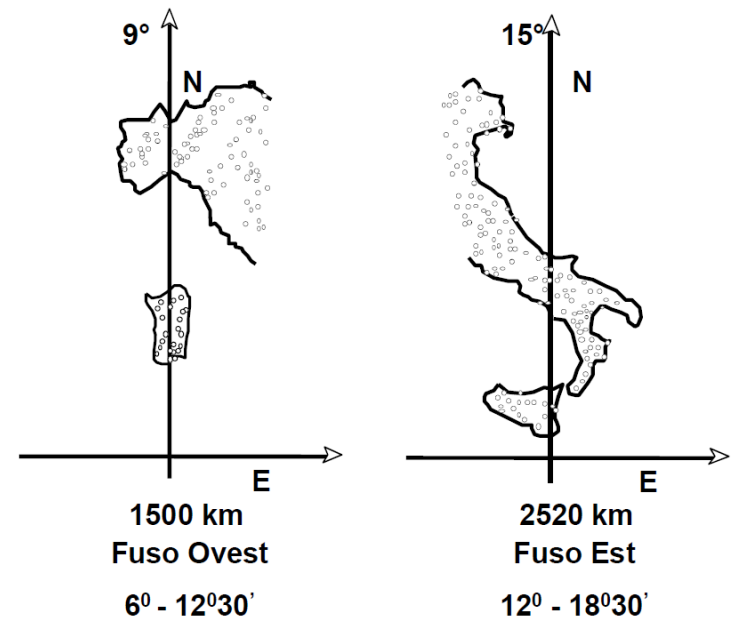 9° 15°
N N
E E
1500 km 2520 km
Fuso Ovest Fuso Est
6⁰ - 12⁰30’ 12⁰ - 18⁰30’